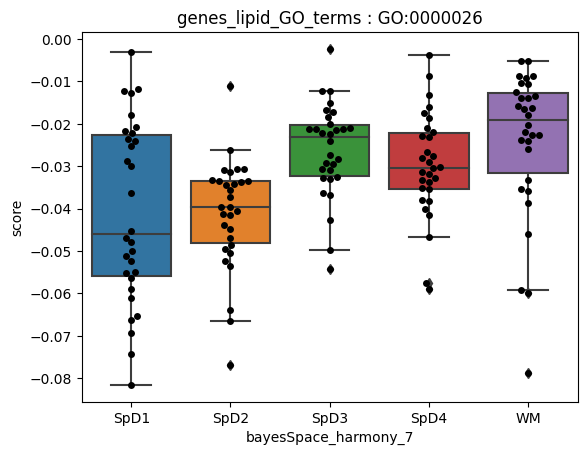 genes_lipid_GO_terms : GO:0000026
0.00
−0.01
−0.02
−0.03
−0.04
−0.05
−0.06
−0.07
−0.08
score
SpD1 SpD2 SpD3 SpD4 WM
bayesSpace_harmony_7